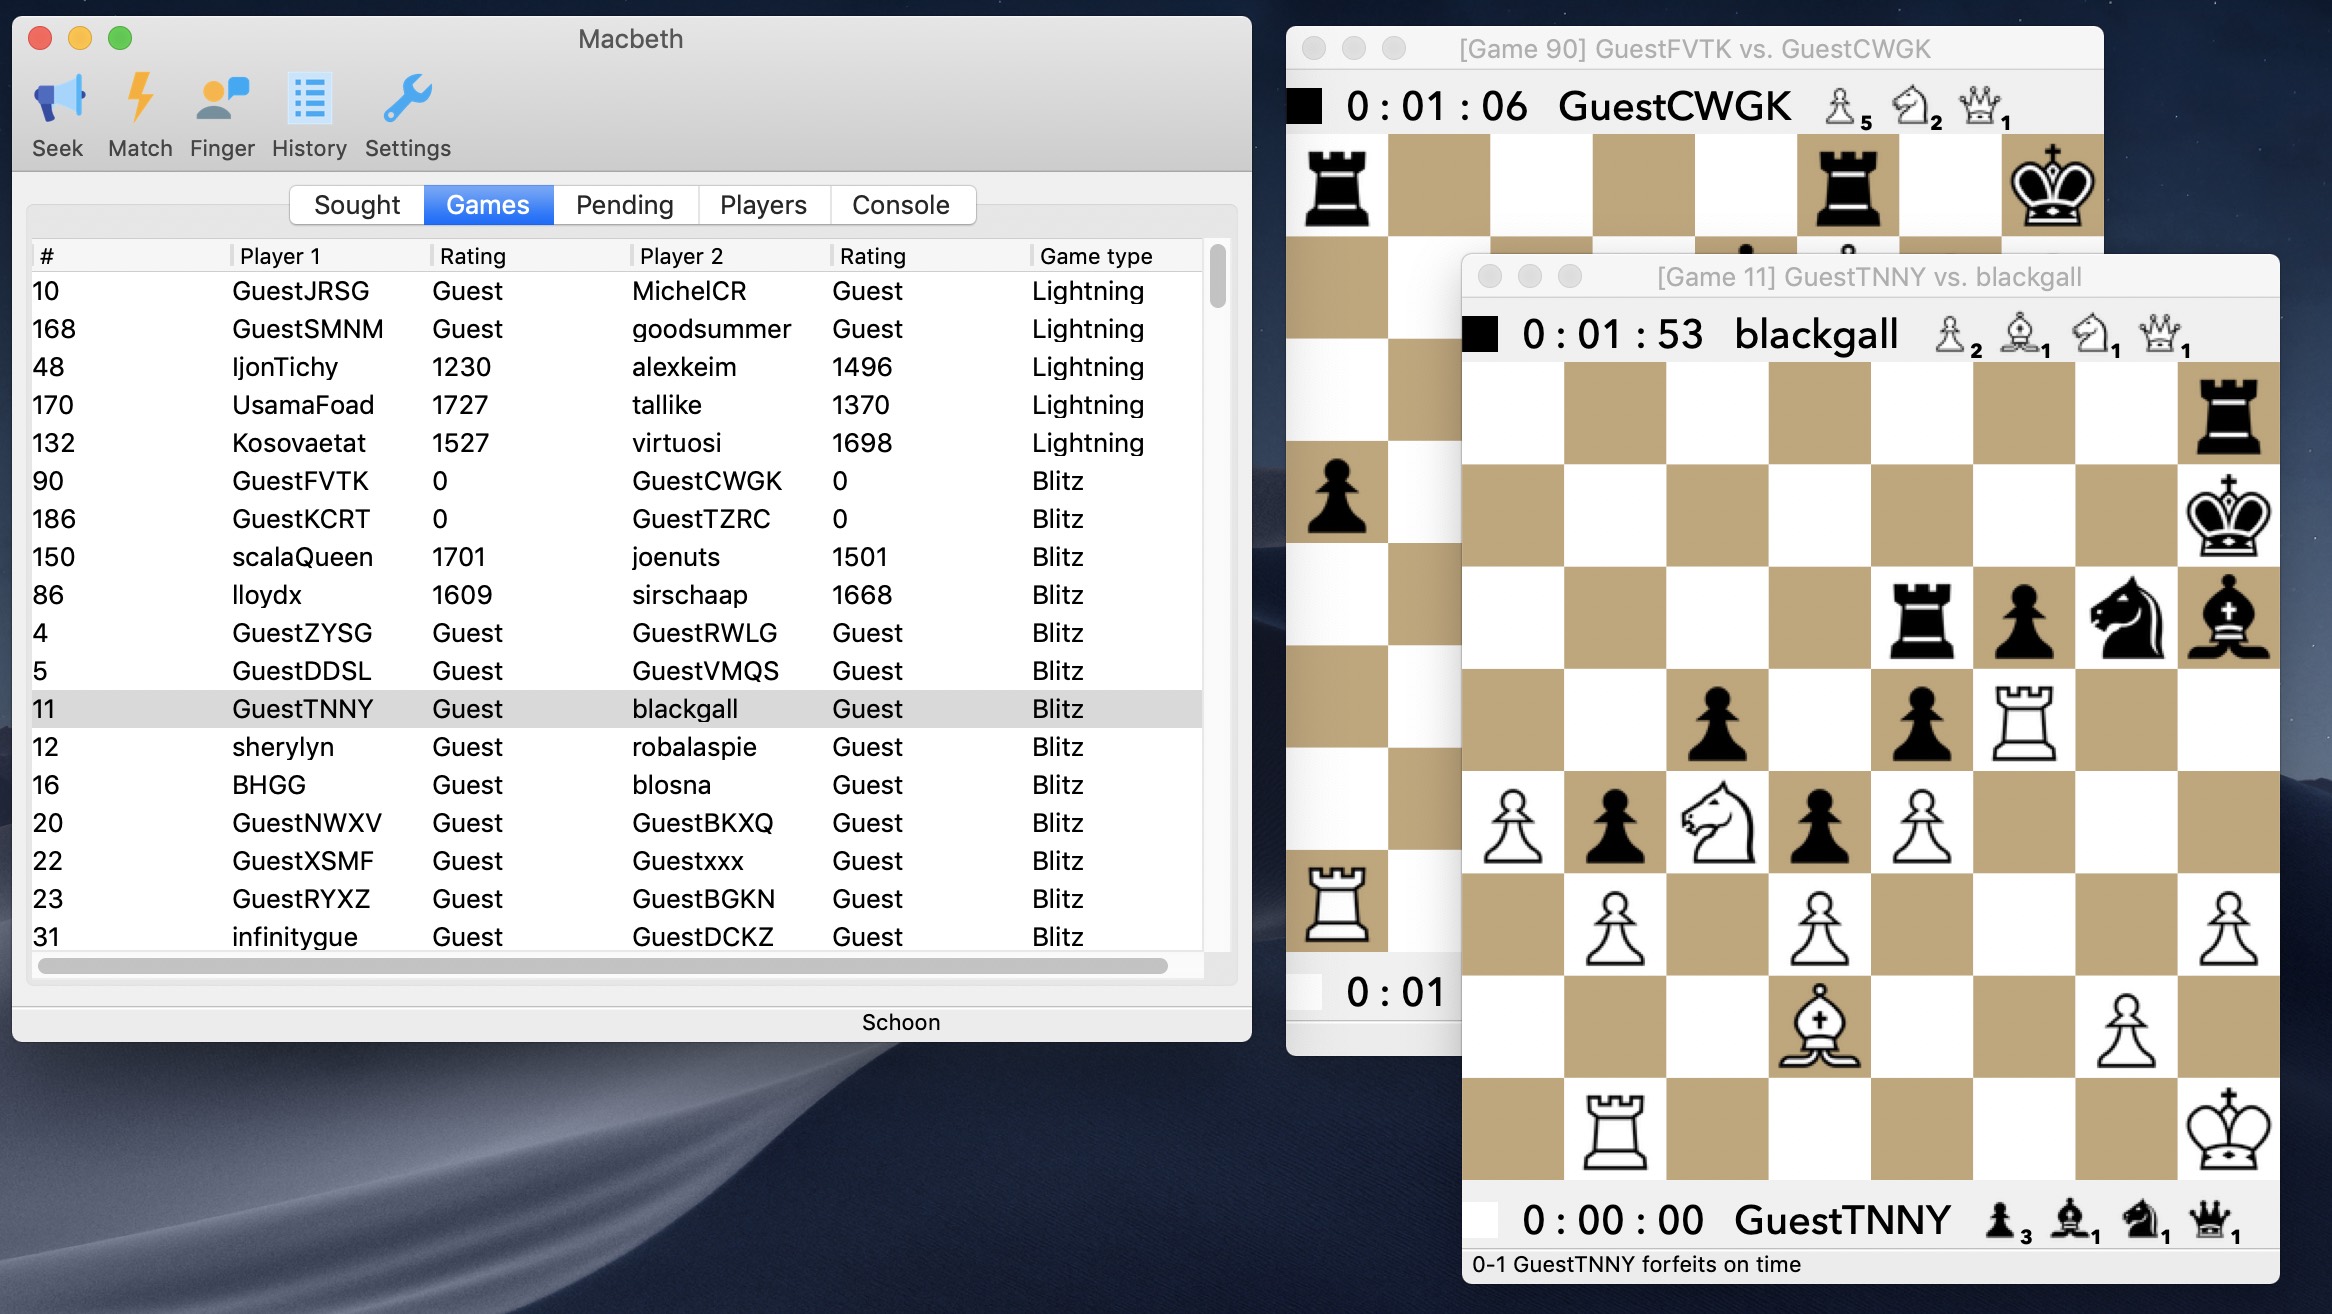 Macbeth
Seek Match Finger History Settings
Sought Games Pending Players Console
# Player 1 Rating Player 2 Rating Game type
10 GuestJRSG Guest MichelCR Guest Lightning
168 GuestSMNM Guest goodsummer Guest Lightning
48 IjonTichy 1230 alexkeim 1496 Lightning
170 UsamaFoad 1727 tallike 1370 Lightning
132 Kosovaetat 1527 virtuosi 1698 Lightning
90 GuestFVTK 0 GuestCWGK 0 Blitz
186 GuestKCRT 0 GuestTZRC 0 Blitz
150 scalaQueen 1701 joenuts 1501 Blitz
86 lloydx 1609 sirschaap 1668 Blitz
4 GuestZYSG Guest GuestRWLG Guest Blitz
5 GuestDDSL Guest GuestVMQS Guest Blitz
11 GuestTNNY Guest blackgall Guest Blitz
12 sherylyn Guest robalaspie Guest Blitz
16 BHGG Guest blosna Guest Blitz
20 GuestNWXV Guest GuestBKXQ Guest Blitz
22 GuestXSMF Guest Guestxxx Guest Blitz
23 GuestRYXZ Guest GuestBGKN Guest Blitz
31 infinitygue Guest GuestDCKZ Guest Blitz
Schoon
[Game 90] GuestFVTK vs. GuestCWGK
0 : 01 : 06 GuestCWGK 5 2 1
0 : 01
[Game 11] GuestTNNY vs. blackgall
0 : 01 : 53 blackgall 2 1 1 1
0 : 00 : 00 GuestTNNY 3 1 1 1
0-1 GuestTNNY forfeits on time